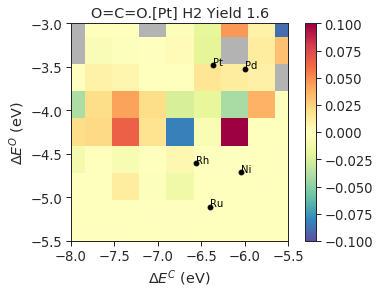 O=C=O.[Pt] H2 Yield 1.6
−3.0
−3.5
−4.0
−4.5
−5.0
−5.5
ΔE^O (eV)
−8.0 −7.5 −7.0 −6.5 −6.0 −5.5
ΔE^C (eV)
Pt
Pd
Rh
Ni
Ru
0.100
0.075
0.050
0.025
0.000
−0.025
−0.050
−0.075
−0.100